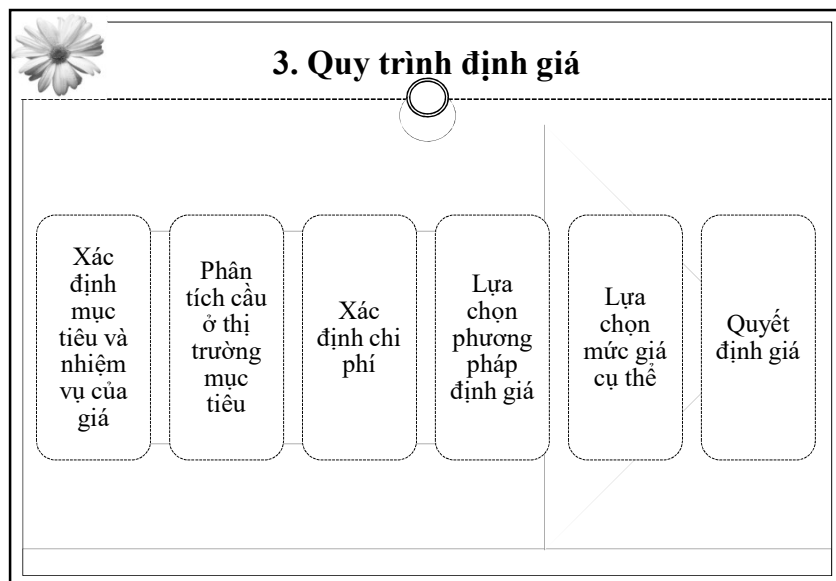 3. Quy trình định giá
Xác
định
mục
tiêu và
nhiệm
vụ của
giá
Phân
tích cầu
ở thị
trường
mục
tiêu
Xác
định chi
phí
Lựa
chọn
phương
pháp
định giá
Lựa
chọn
mức giá
cụ thể
Quyết
định giá